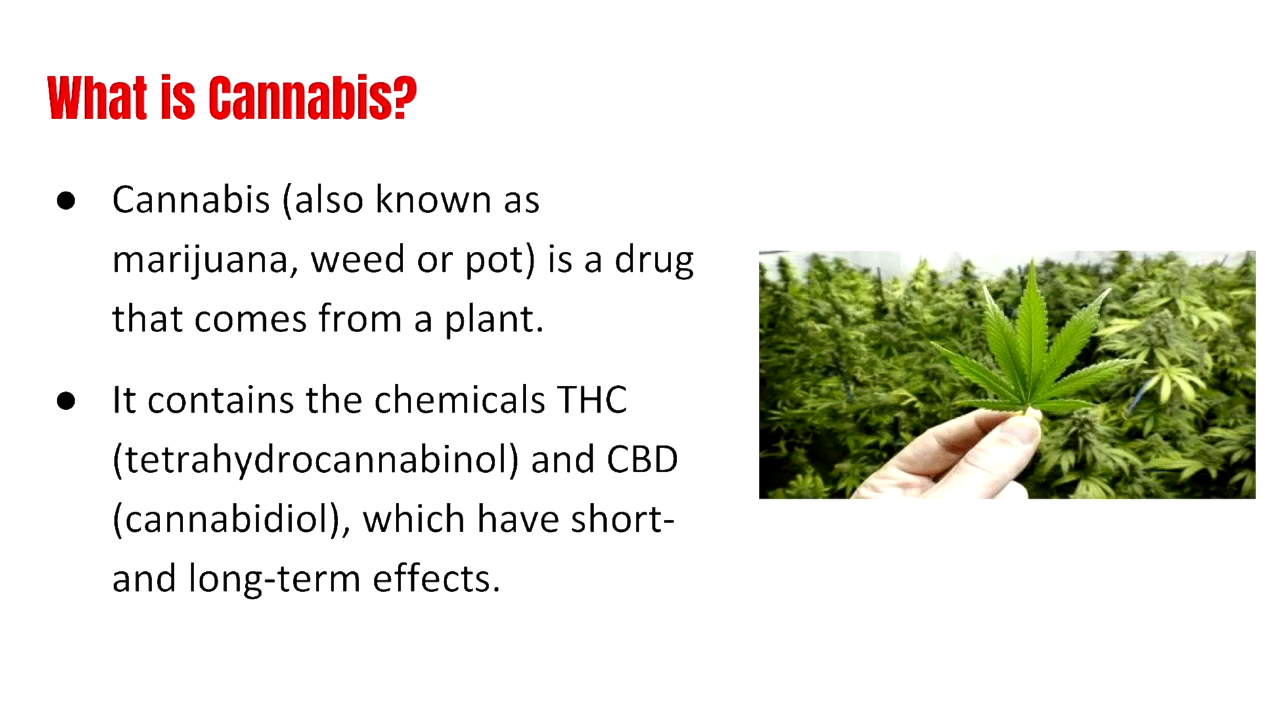 What is Cannabis?
● Cannabis (also known as
marijuana, weed or pot) is a drug
that comes from a plant.
● It contains the chemicals THC
(tetrahydrocannabinol) and CBD
(cannabidiol), which have short-
and long-term effects.